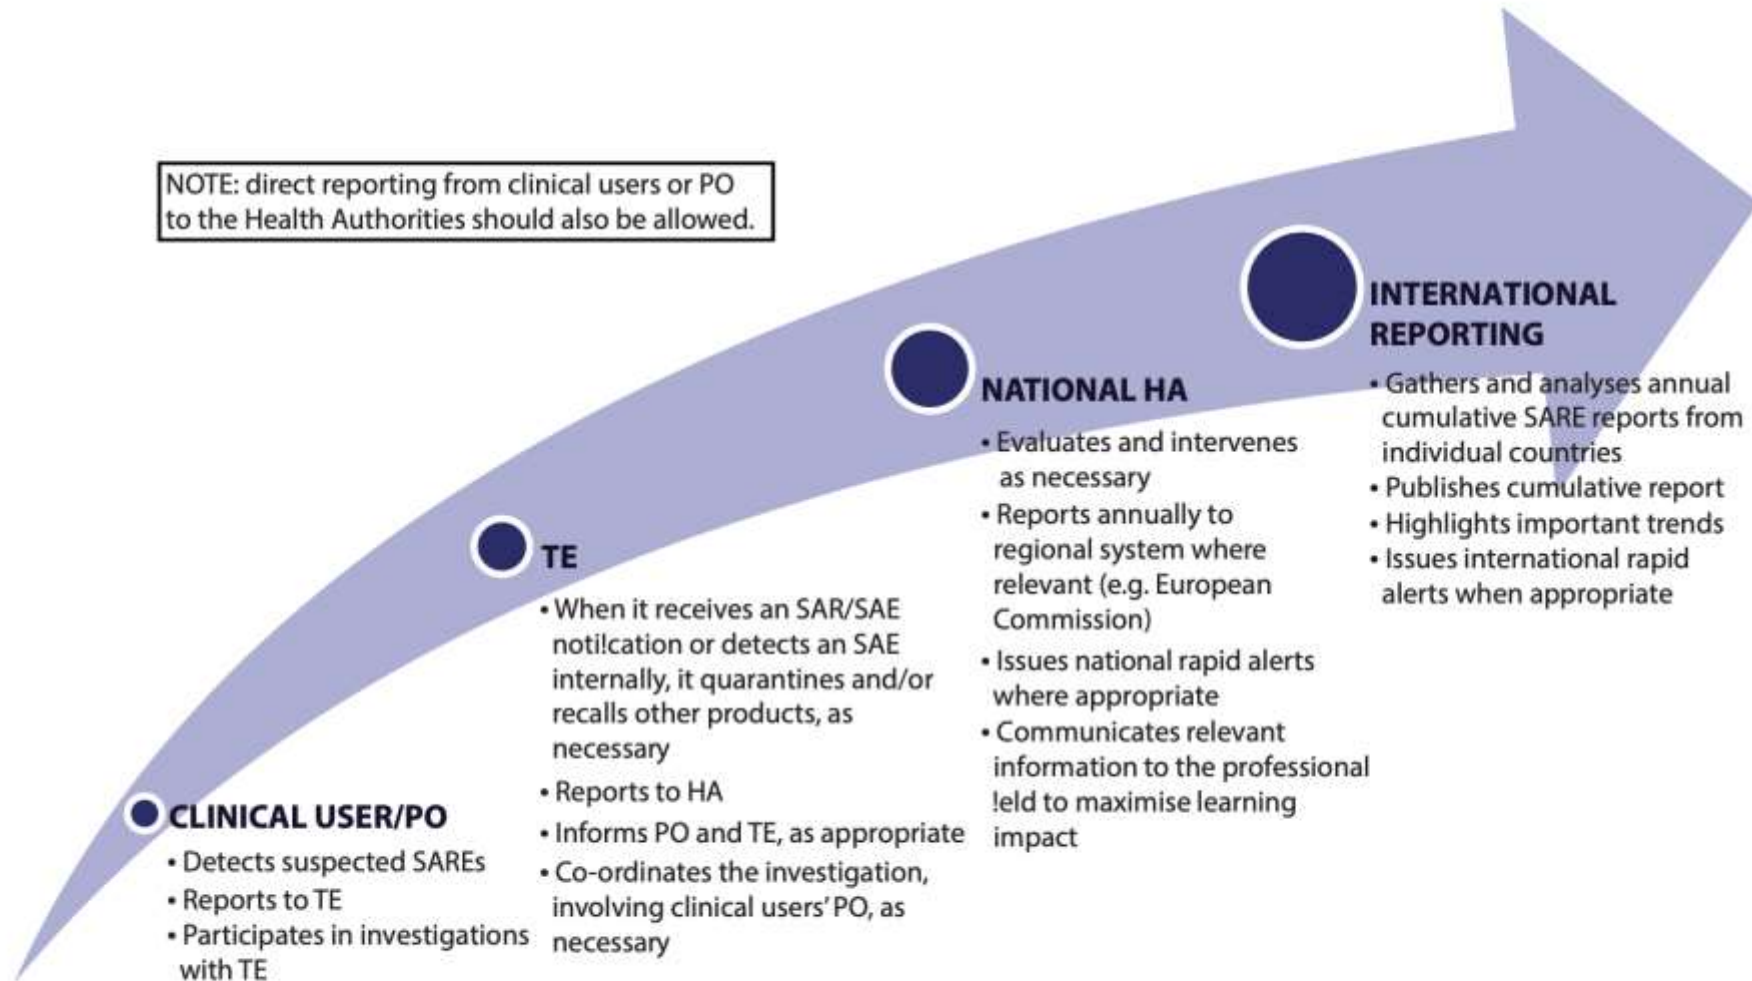 NOTE: direct reporting from clinical users or PO
to the Health Authorities should also be allowed.
CLINICAL USER/PO
• Detects suspected SAREs
• Reports to TE
• Participates in investigations
with TE
TE
• When it receives an SAR/SAE
noti!cation or detects an SAE
internally, it quarantines and/or
recalls other products, as
necessary
• Reports to HA
• Informs PO and TE, as appropriate
• Co-ordinates the investigation,
involving clinical users' PO, as
necessary
NATIONAL HA
• Evaluates and intervenes
as necessary
• Reports annually to
regional system where
relevant (e.g. European
Commission)
• Issues national rapid alerts
where appropriate
• Communicates relevant
information to the professional
!eld to maximise learning
impact
INTERNATIONAL
REPORTING
• Gathers and analyses annual
cumulative SARE reports from
individual countries
• Publishes cumulative report
• Highlights important trends
• Issues international rapid
alerts when appropriate